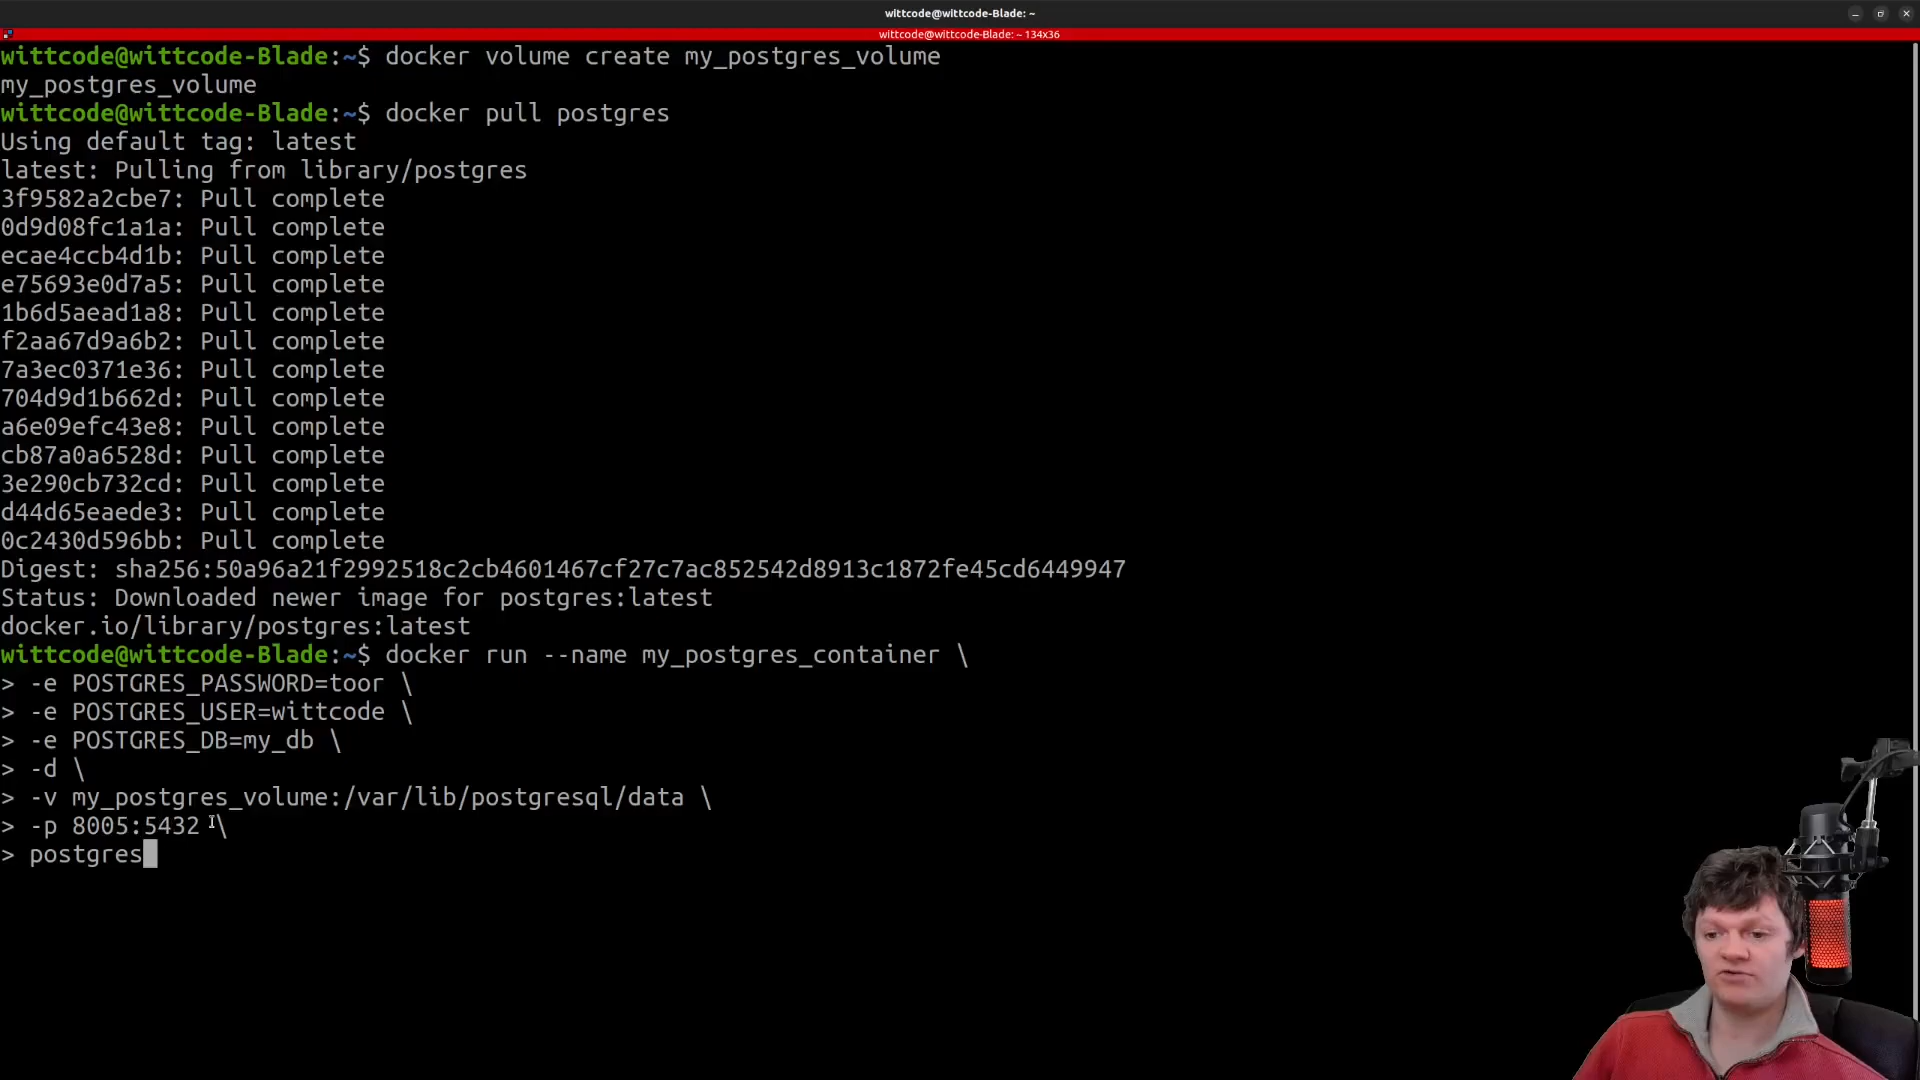 wittcode@wittcode-Blade: ~
wittcode@wittcode-Blade: ~ 134x36
wittcode@wittcode-Blade:~$ docker volume create my_postgres_volume
my_postgres_volume
wittcode@wittcode-Blade:~$ docker pull postgres
Using default tag: latest
latest: Pulling from library/postgres
3f9582a2cbe7: Pull complete
0d9d08fc1a1a: Pull complete
ecae4ccb4d1b: Pull complete
e75693e0d7a5: Pull complete
1b6d5aead1a8: Pull complete
f2aa67d9a6b2: Pull complete
7a3ec0371e36: Pull complete
704d9d1b662d: Pull complete
a6e09efc43e8: Pull complete
cb87a0a6528d: Pull complete
3e290cb732cd: Pull complete
d44d65eaede3: Pull complete
0c2430d596bb: Pull complete
Digest: sha256:50a96a21f2992518c2cb4601467cf27c7ac852542d8913c1872fe45cd6449947
Status: Downloaded newer image for postgres:latest
docker.io/library/postgres:latest
wittcode@wittcode-Blade:~$ docker run --name my_postgres_container \
> -e POSTGRES_PASSWORD=toor \
> -e POSTGRES_USER=wittcode \
> -e POSTGRES_DB=my_db \
> -d \
> -v my_postgres_volume:/var/lib/postgresql/data \
> -p 8005:5432 \
> postgres